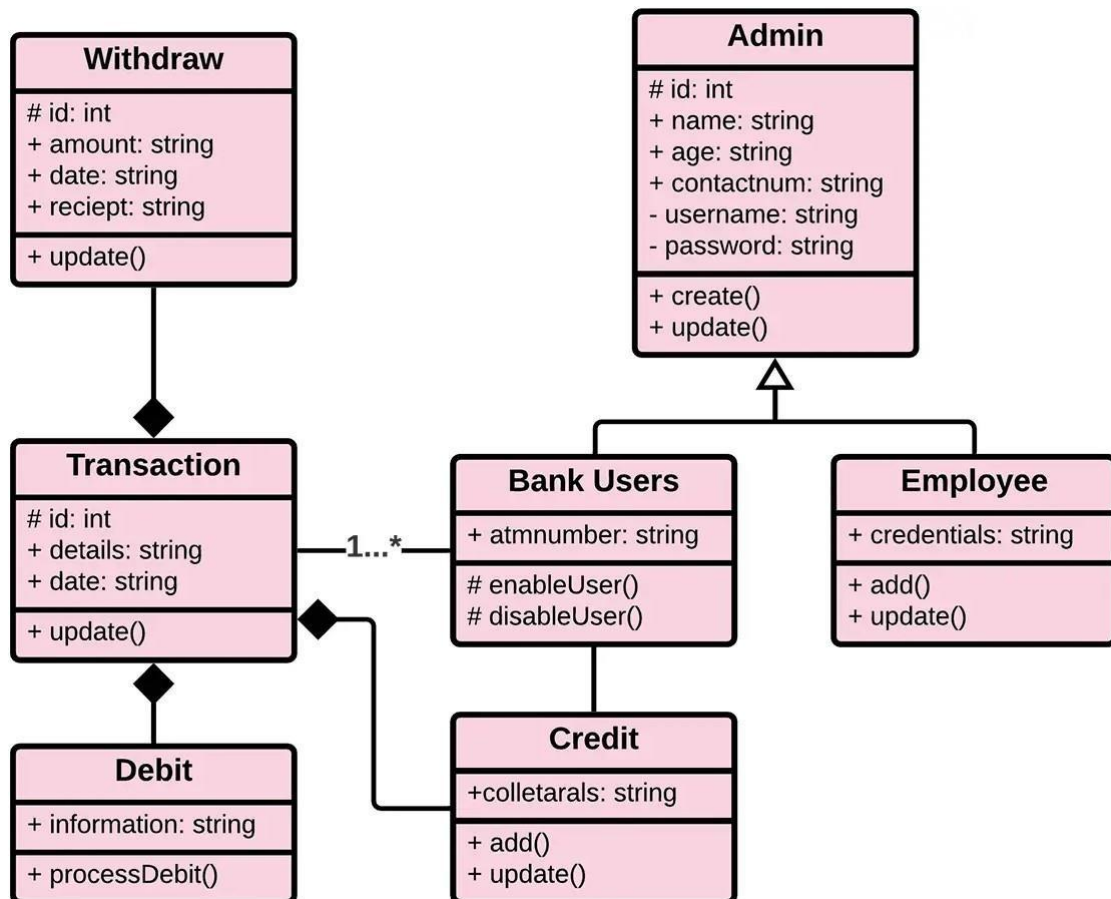 Withdraw
# id: int
+ amount: string
+ date: string
+ reciept: string
+ update()
Admin
# id: int
+ name: string
+ age: string
+ contactnum: string
- username: string
- password: string
+ create()
+ update()
Transaction
# id: int
+ details: string
+ date: string
+ update()
1...*
Bank Users
+ atmnumber: string
# enableUser()
# disableUser()
Employee
+ credentials: string
+ add()
+ update()
Debit
+ information: string
+ processDebit()
Credit
+colletarals: string
+ add()
+ update()